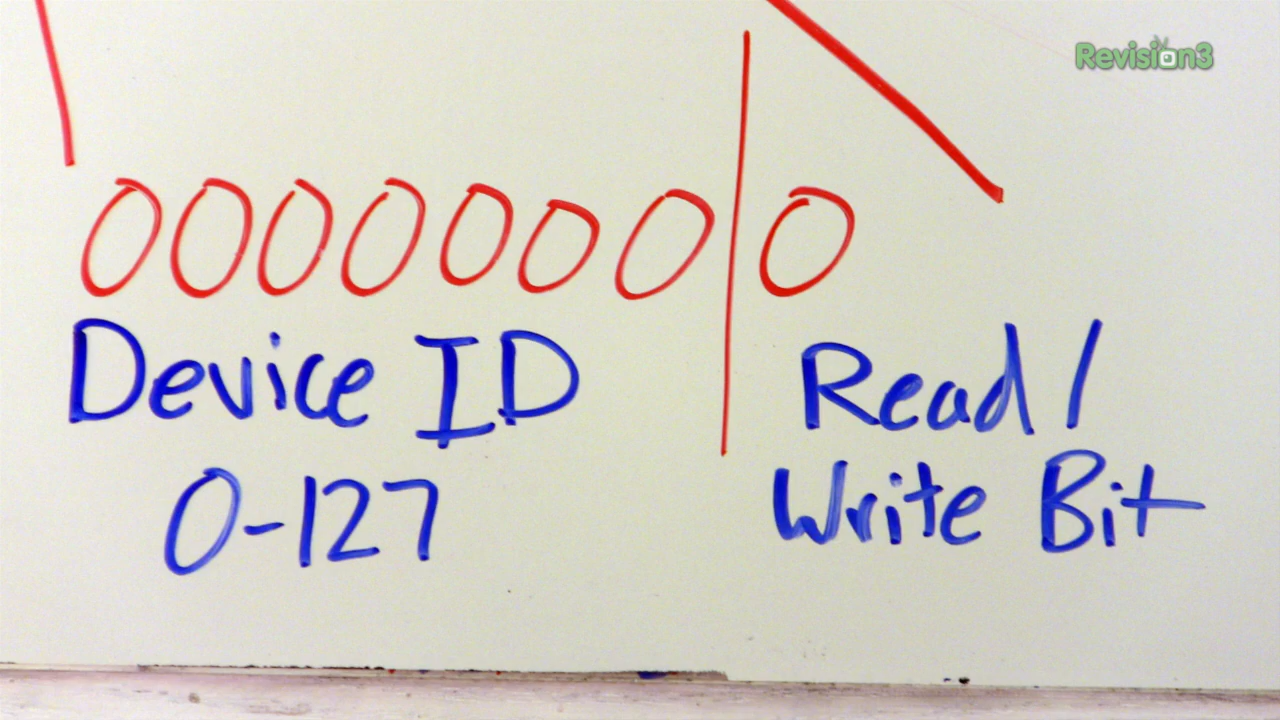 Revision3
0000000|0
Device ID
0-127
Read/
Write Bit